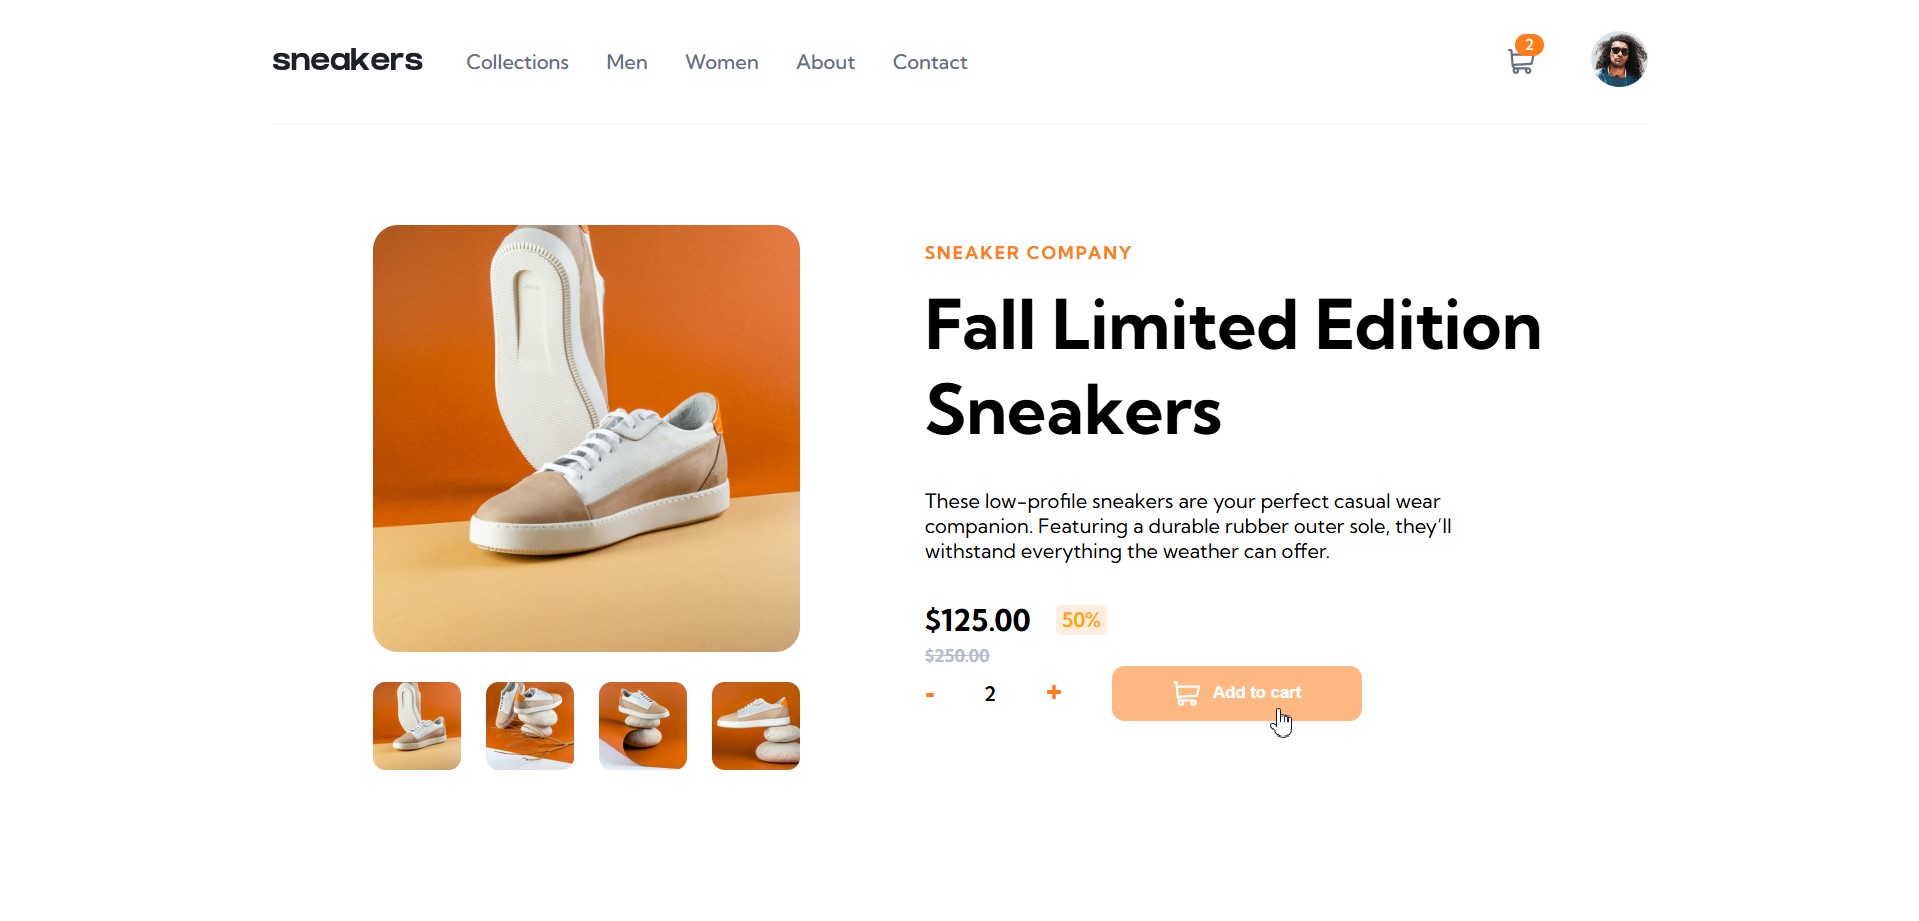 sneakers Collections Men Women About Contact 2
SNEAKER COMPANY
Fall Limited Edition
Sneakers
These low-profile sneakers are your perfect casual wear
companion. Featuring a durable rubber outer sole, they’ll
withstand everything the weather can offer.
$125.00 50%
$250.00
- 2 + Add to cart